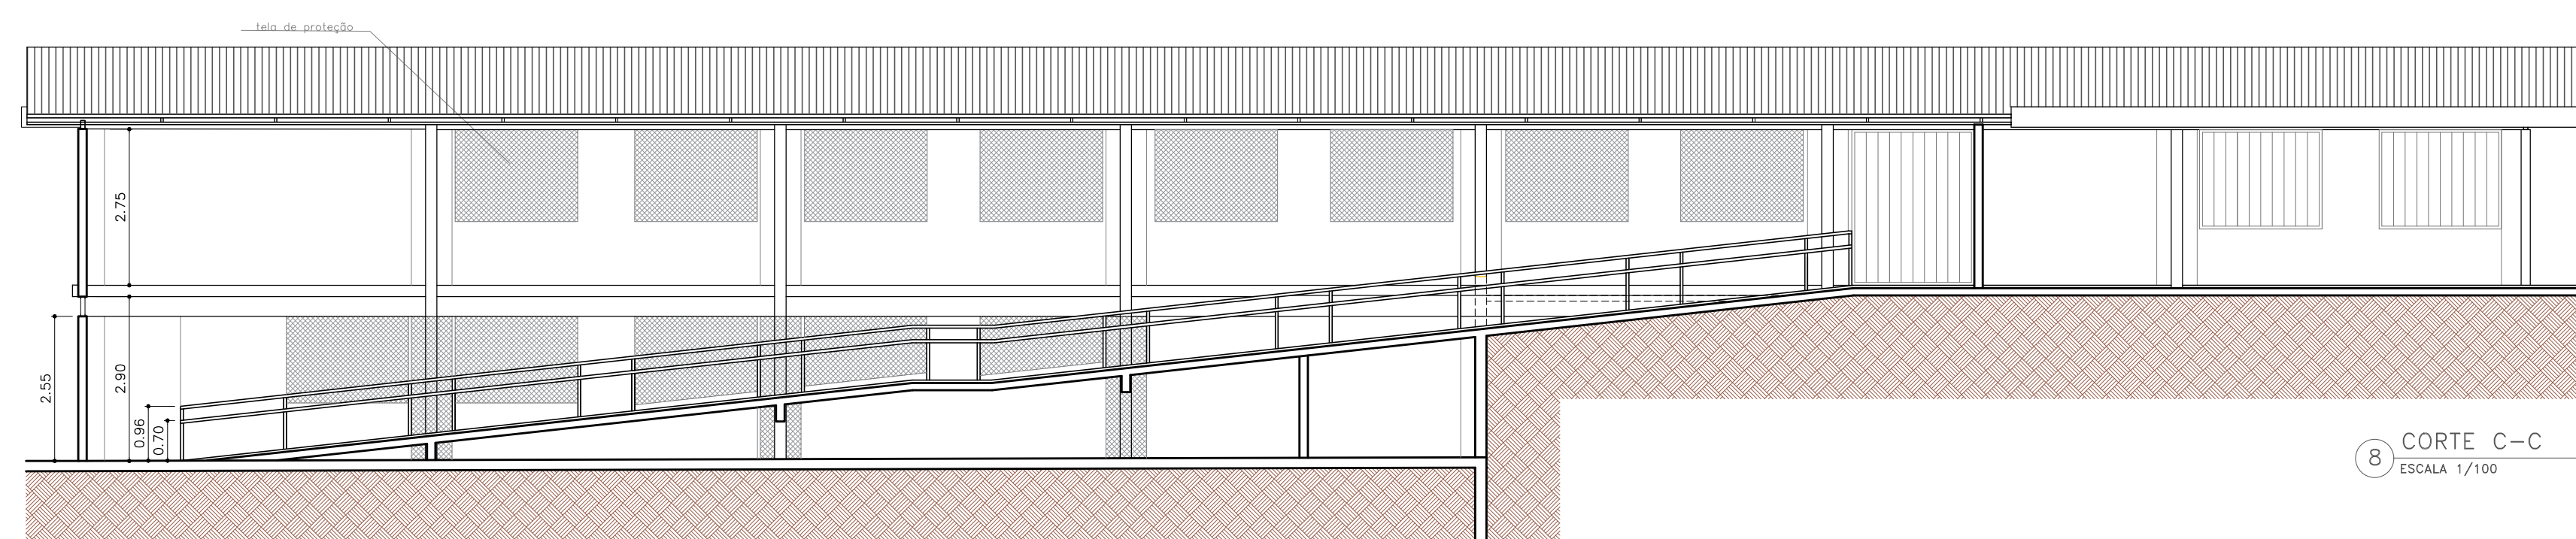 tela de proteção
2.75
2.55
2.90
0.96
0.70
8
CORTE C-C
ESCALA 1/100